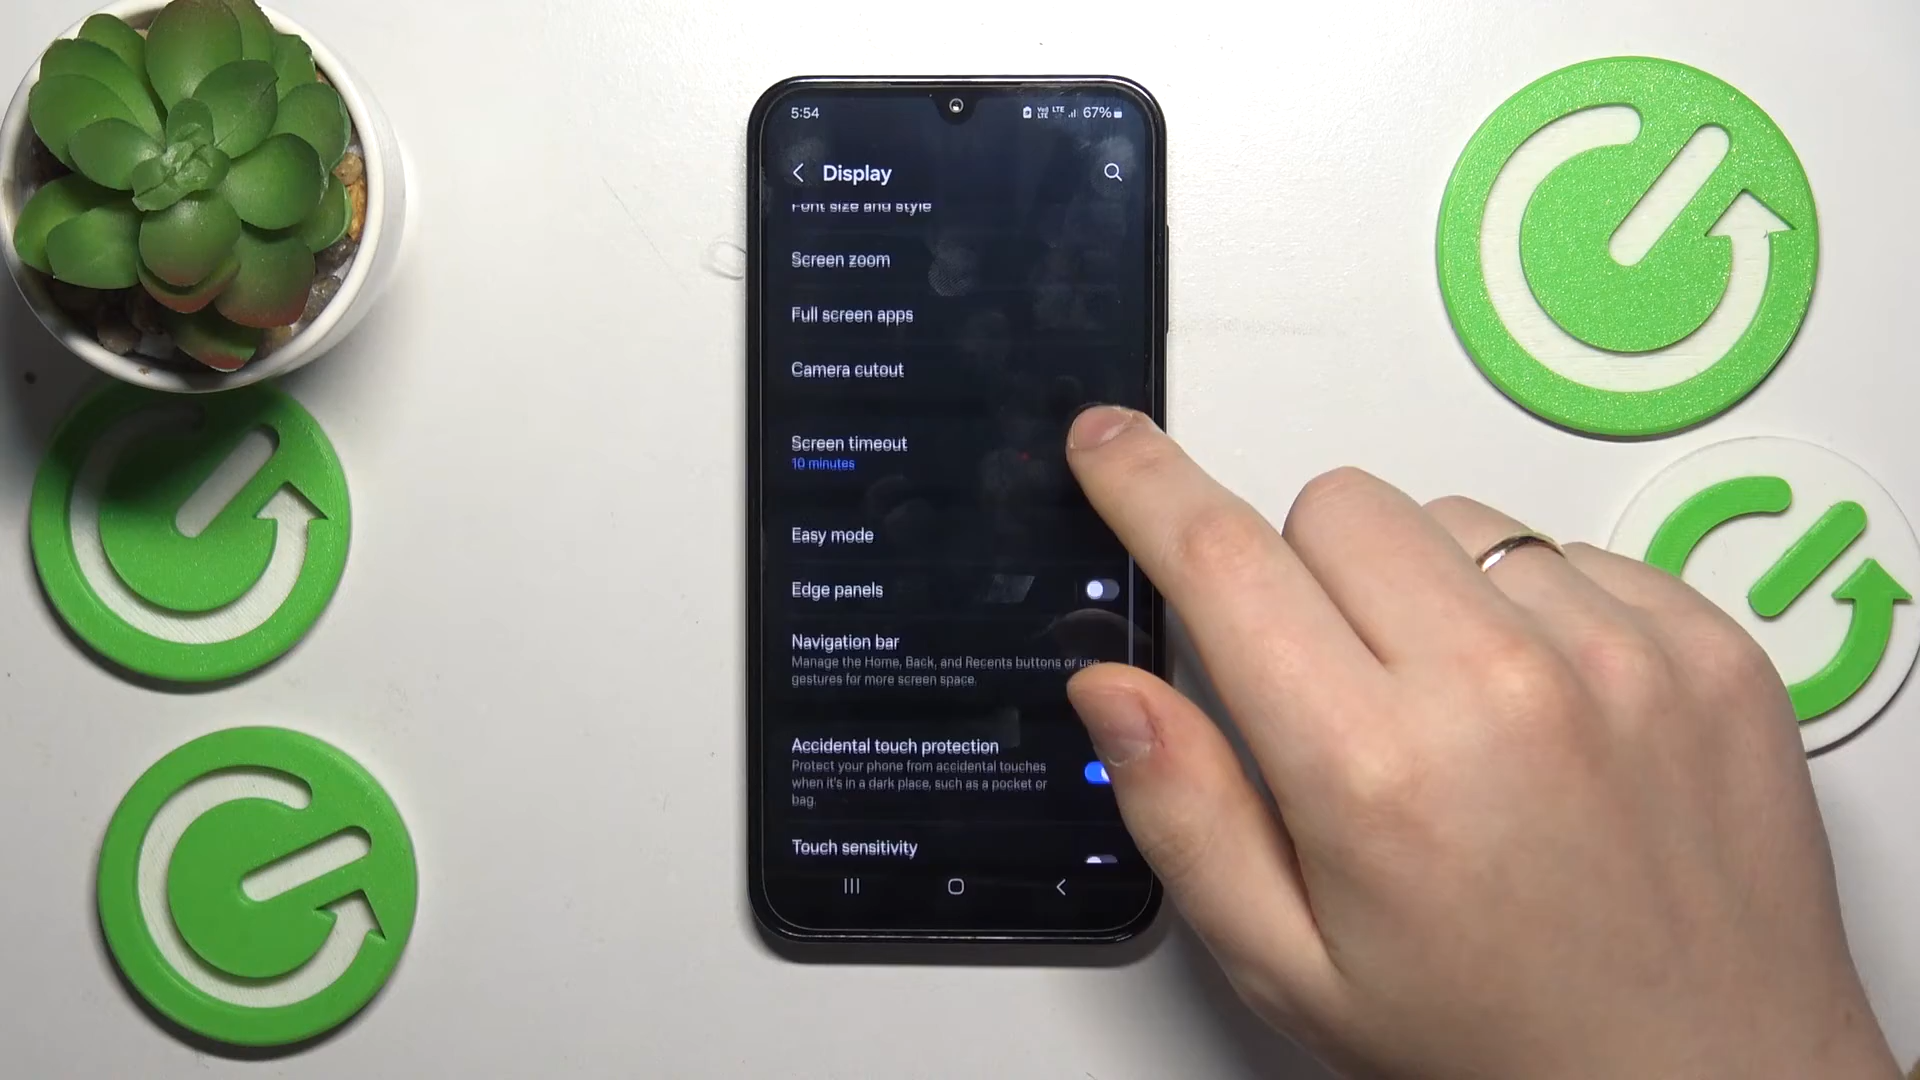 5:54
Vo)) LTE LTE 67%
Display
Font size and style
Screen zoom
Full screen apps
Camera cutout
Screen timeout
10 minutes
Easy mode
Edge panels
Navigation bar
Manage the Home, Back, and Recents buttons or use
gestures for more screen space.
Accidental touch protection
Protect your phone from accidental touches
when it's in a dark place, such as a pocket or
bag.
Touch sensitivity